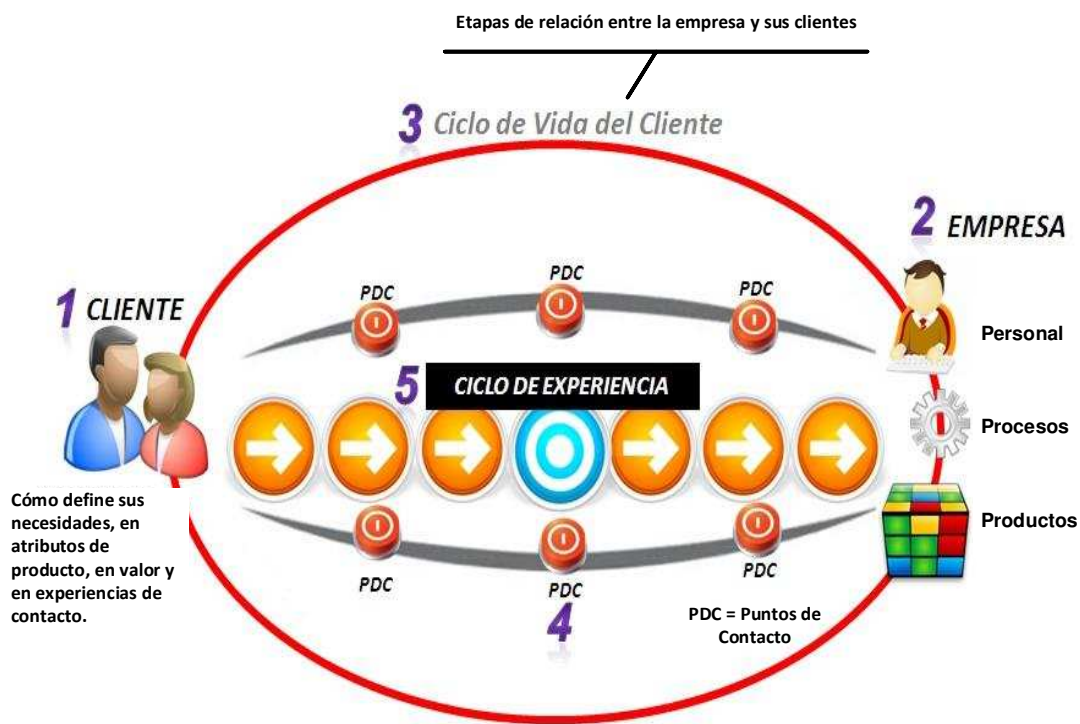 Etapas de relación entre la empresa y sus clientes
3 Ciclo de Vida del Cliente
2 EMPRESA
PDC
PDC
PDC
1 CLIENTE
Personal
5 CICLO DE EXPERIENCIA
Procesos
Cómo define sus
necesidades, en
atributos de
producto, en valor y
en experiencias de
contacto.
Productos
PDC
PDC
PDC
4
PDC = Puntos de
Contacto